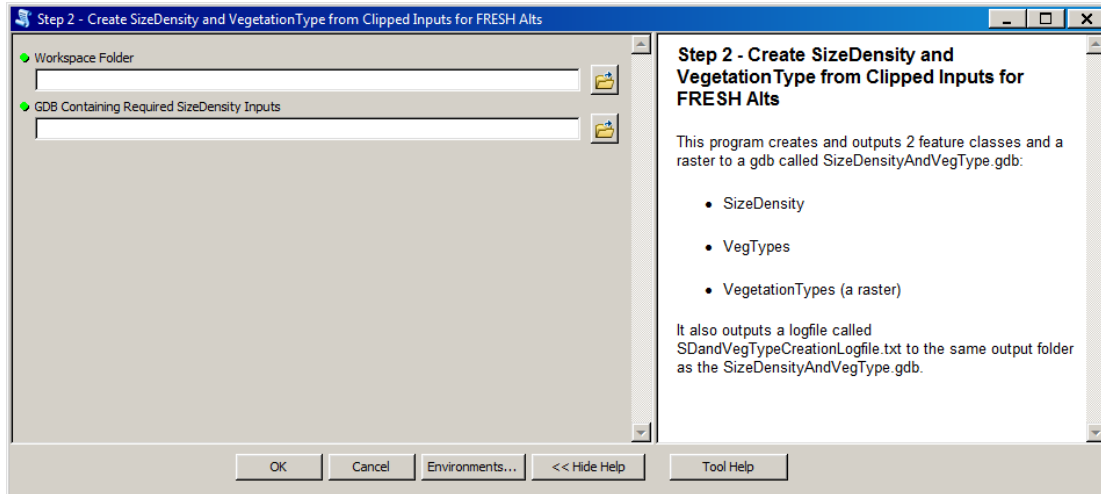 Step 2 - Create SizeDensity and VegetationType from Clipped Inputs for FRESH Alts
Workspace Folder
GDB Containing Required SizeDensity Inputs
Step 2 - Create SizeDensity and
VegetationType from Clipped Inputs for
FRESH Alts
This program creates and outputs 2 feature classes and a
raster to a gdb called SizeDensityAndVegType.gdb:
• SizeDensity
• VegTypes
• VegetationTypes (a raster)
It also outputs a logfile called
SDandVegTypeCreationLogfile.txt to the same output folder
as the SizeDensityAndVegType.gdb.
OK
Cancel
Environments...
<< Hide Help
Tool Help